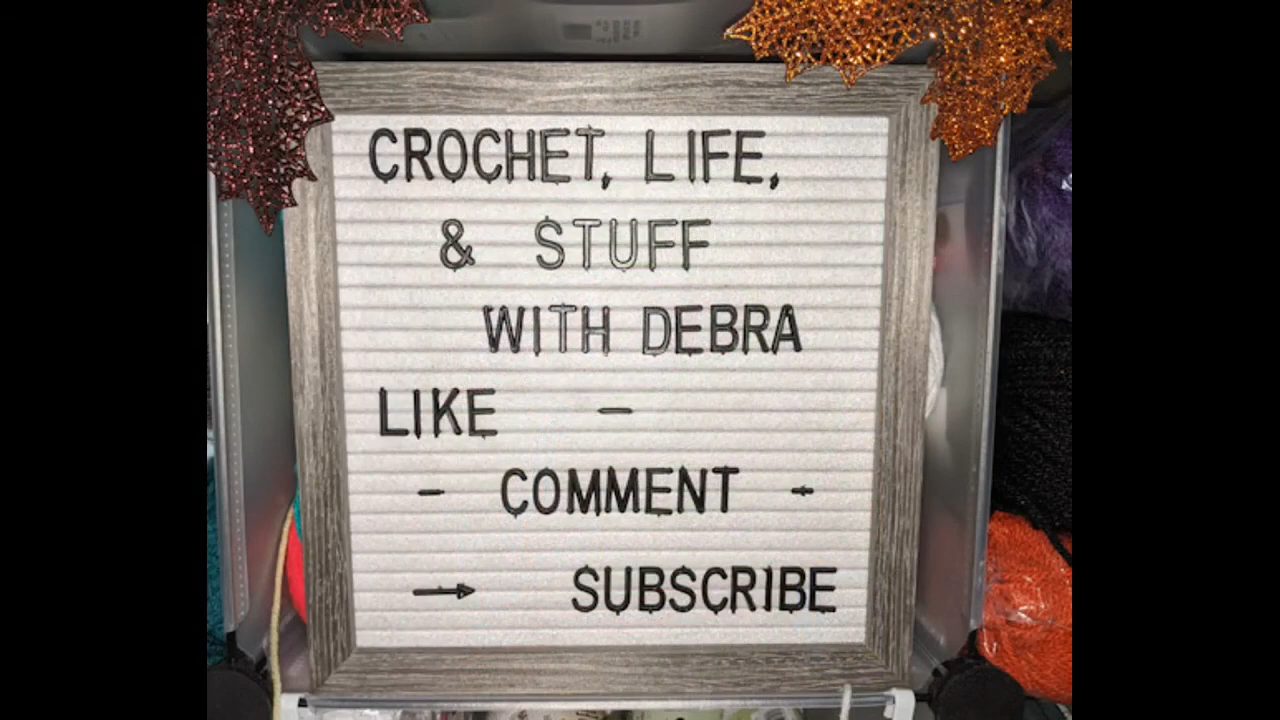 CROCHET, LIFE,
& STUFF
WITH DEBRA
LIKE -
- COMMENT -
→ SUBSCRIBE